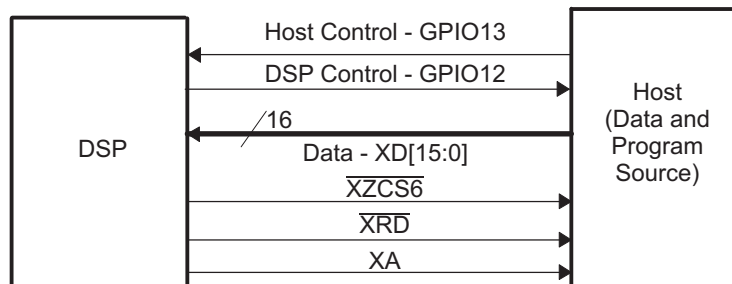 Host Control - GPIO13
DSP Control - GPIO12
16
Data - XD[15:0]
XZCS6
XRD
XA
DSP
Host
(Data and
Program
Source)